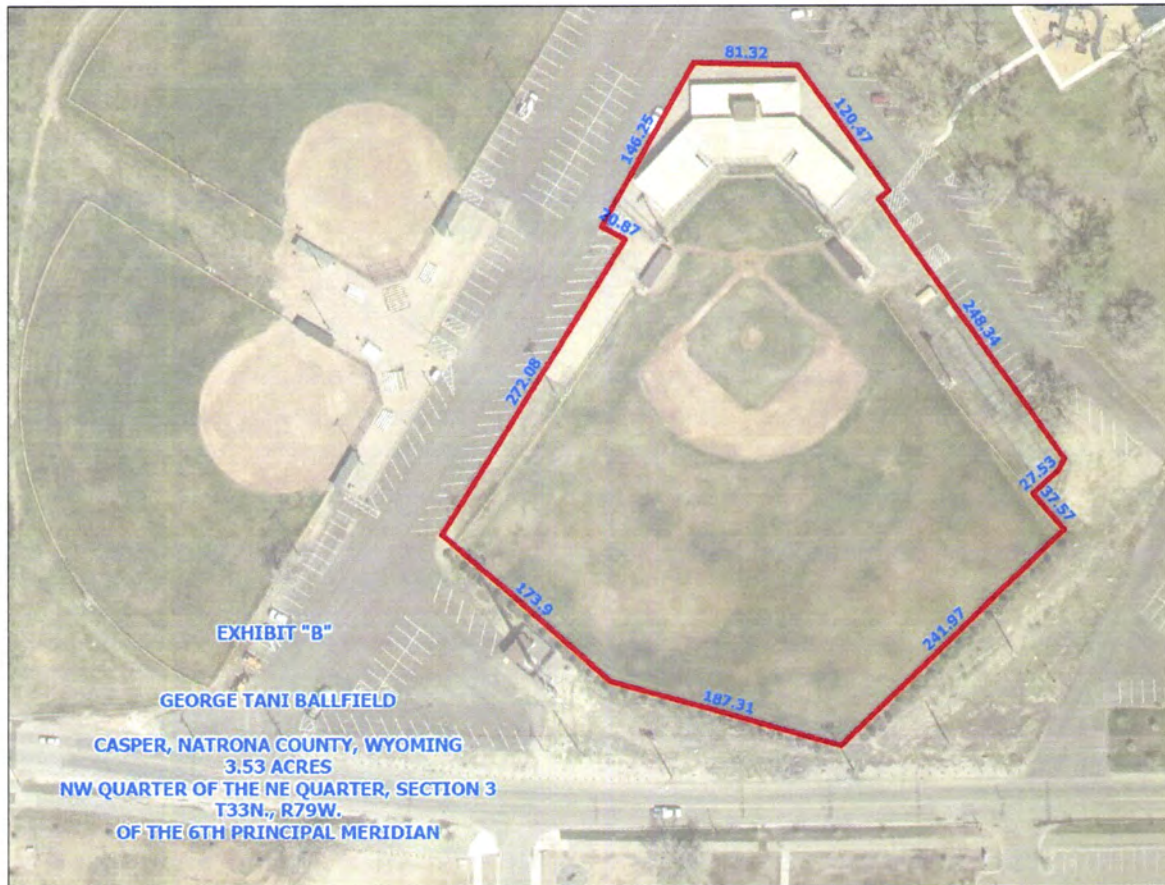 81.32
120.47
146.25
20.87
248.34
272.08
27.53
37.57
173.9
241.97
187.31
EXHIBIT "B"
GEORGE TANI BALLFIELD
CASPER, NATRONA COUNTY, WYOMING
3.53 ACRES
NW QUARTER OF THE NE QUARTER, SECTION 3
T33N., R79W.
OF THE 6TH PRINCIPAL MERIDIAN